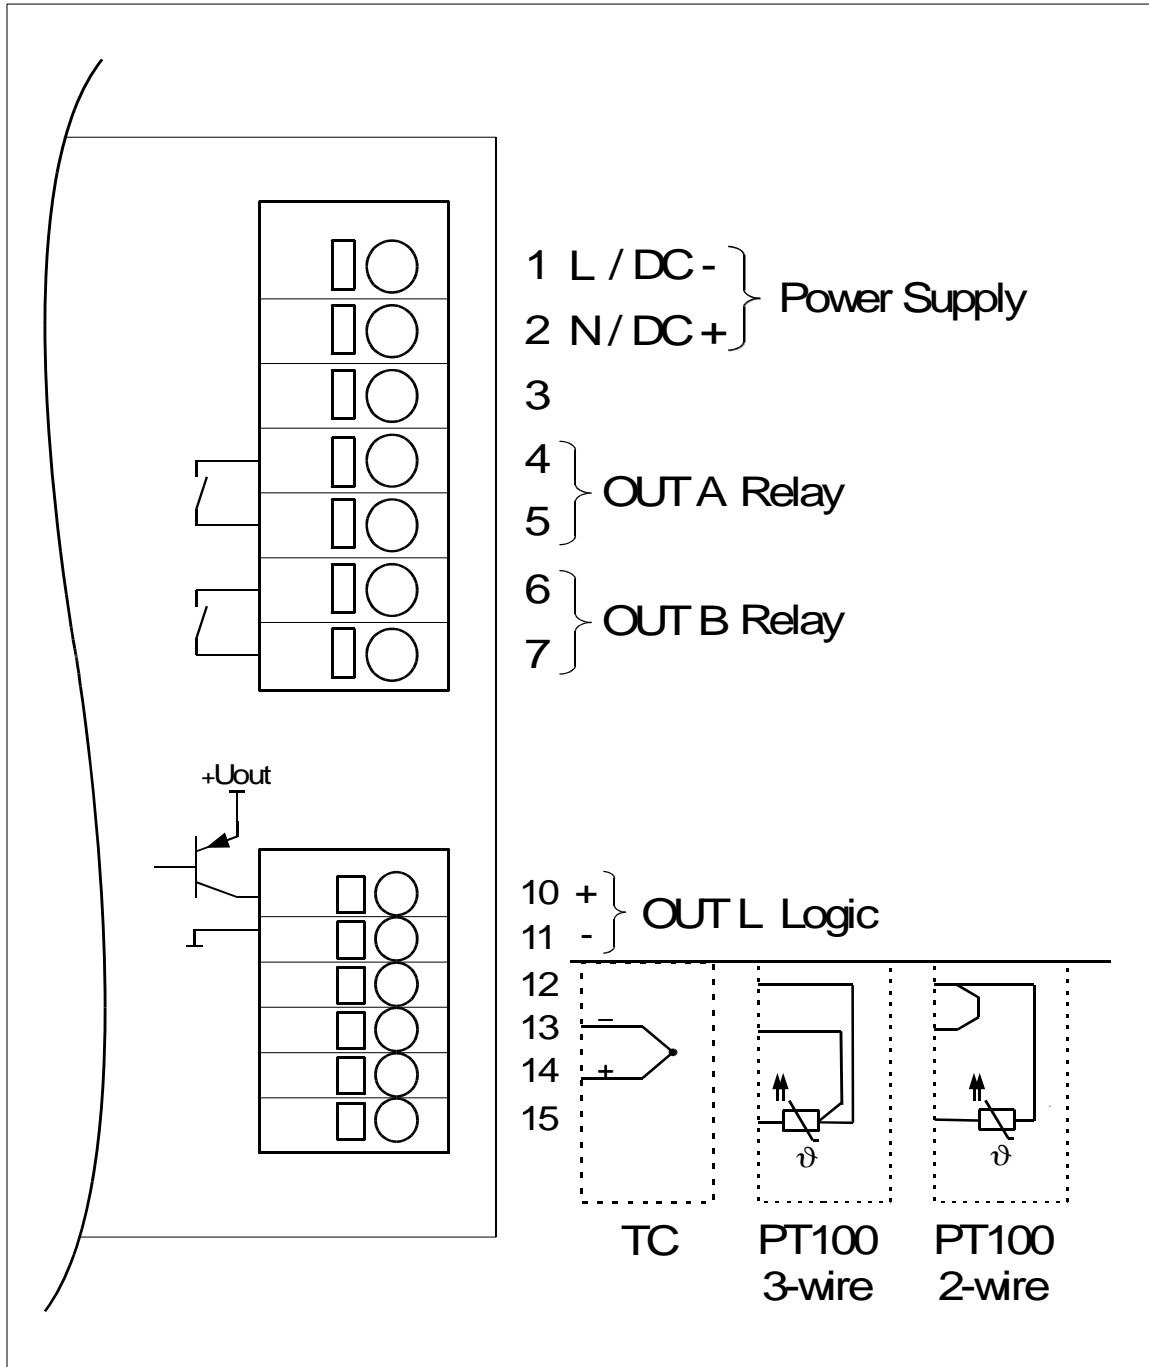 1 L / DC -
2 N / DC +
Power Supply
3
4
5
OUT A Relay
6
7
OUT B Relay
+Uout
10 +
11 -
OUT L Logic
12
13
14
15
–
+
ϑ
ϑ
TC
PT100
3-wire
PT100
2-wire